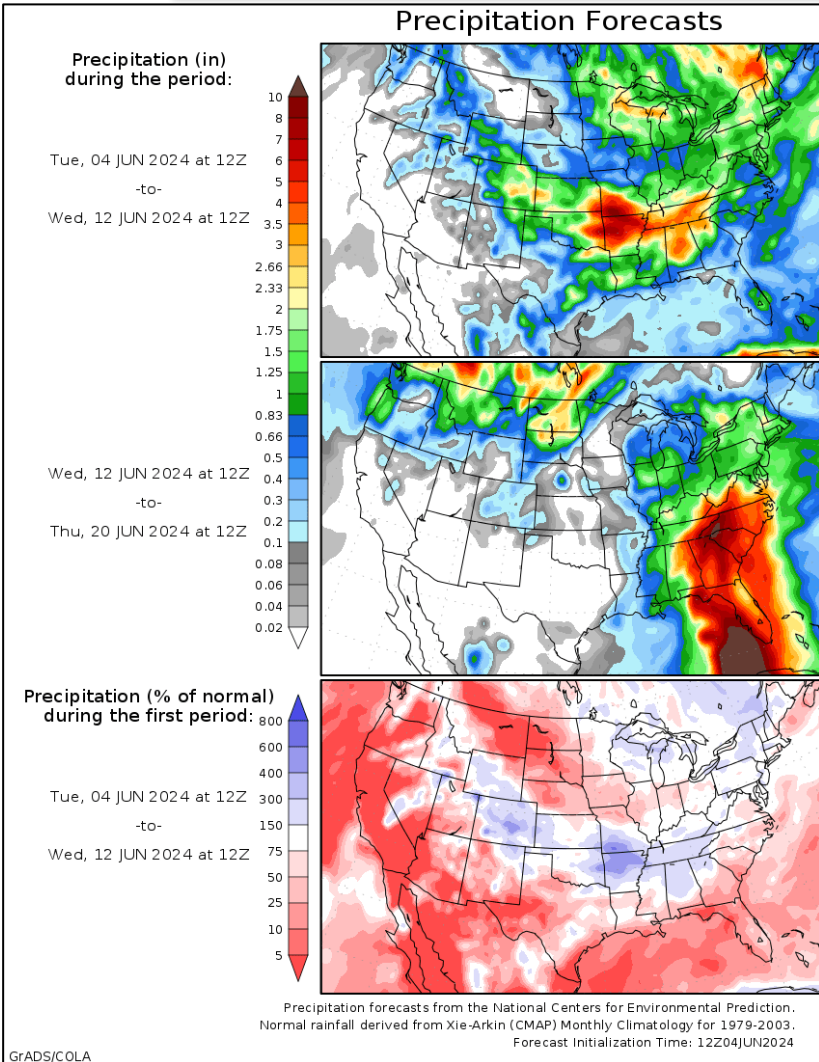 Precipitation Forecasts
Precipitation (in)
during the period:
Tue, 04 JUN 2024 at 12Z
-to-
Wed, 12 JUN 2024 at 12Z
10
8
7
6
5
4
3.5
3
2.66
2.33
2
1.75
1.5
1.25
1
0.83
0.66
0.5
0.4
0.3
0.2
0.1
0.08
0.06
0.04
0.02
Wed, 12 JUN 2024 at 12Z
-to-
Thu, 20 JUN 2024 at 12Z
Precipitation (% of normal)
during the first period:
Tue, 04 JUN 2024 at 12Z
-to-
Wed, 12 JUN 2024 at 12Z
800
600
400
300
150
75
50
25
10
5
Precipitation forecasts from the National Centers for Environmental Prediction.
Normal rainfall derived from Xie-Arkin (CMAP) Monthly Climatology for 1979-2003.
Forecast Initialization Time: 12Z04JUN2024
GrADS/COLA